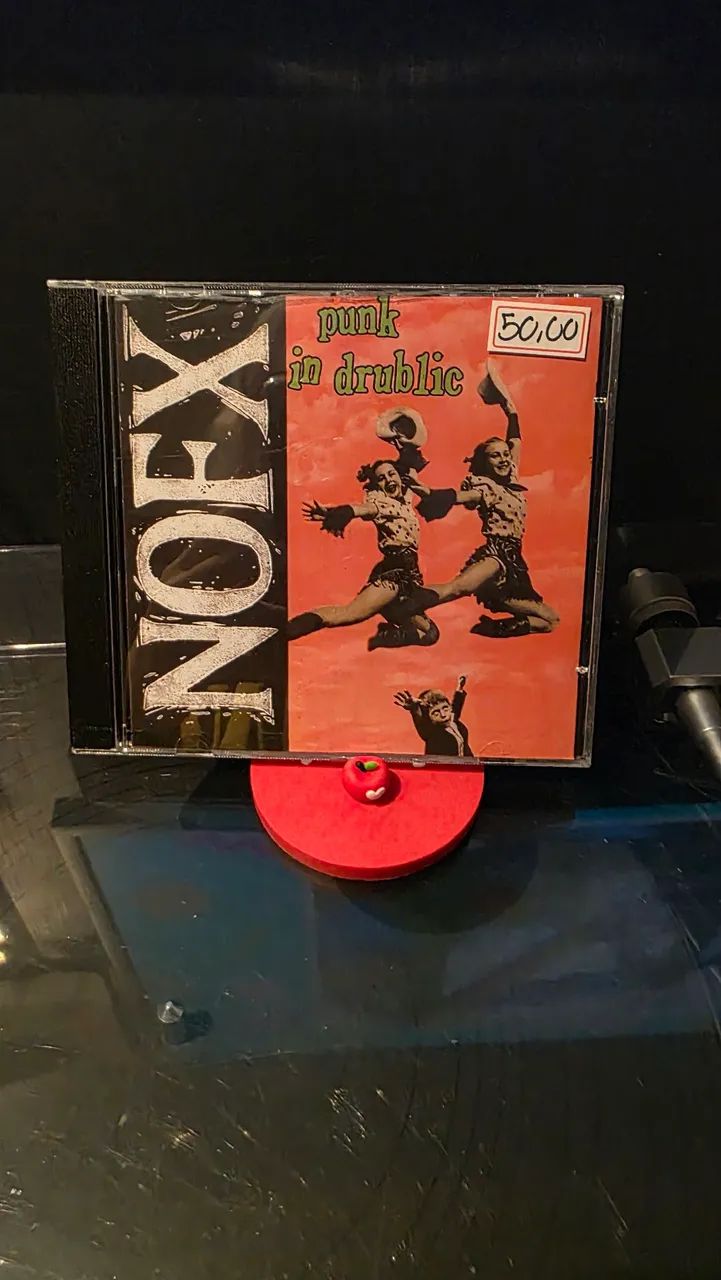 NOFX
punk
in drublic
50,00